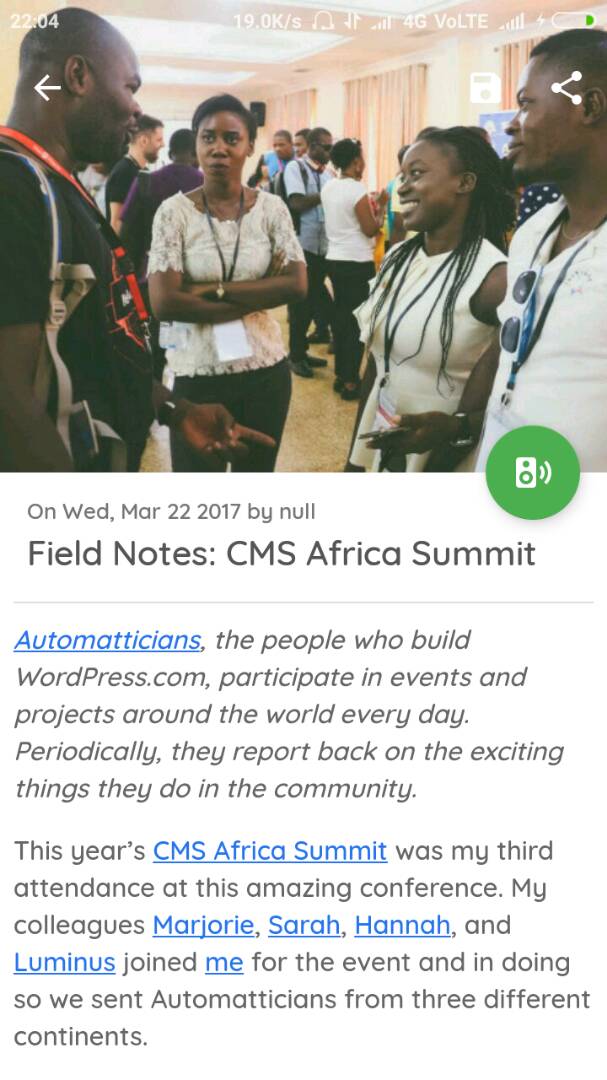 22:04
19.0K/s
4G VoLTE
On Wed, Mar 22 2017 by null
Field Notes: CMS Africa Summit
Automatticians, the people who build
WordPress.com, participate in events and
projects around the world every day.
Periodically, they report back on the exciting
things they do in the community.
This year’s CMS Africa Summit was my third
attendance at this amazing conference. My
colleagues Marjorie, Sarah, Hannah, and
Luminus joined me for the event and in doing
so we sent Automatticians from three different
continents.